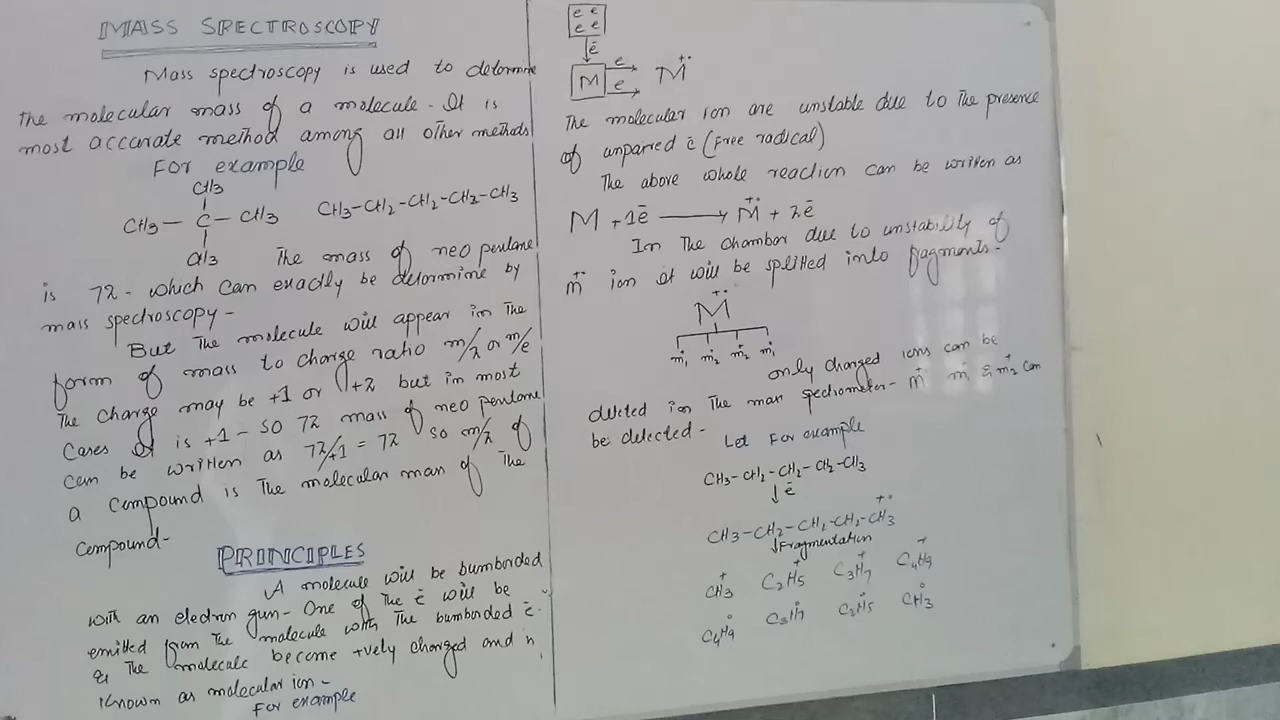 MASS SPECTROSCOPY
Mass spectroscopy is used to determine
the molecular mass of a molecule - It is
most accurate method among all other methods
For example
CH3
CH3 — C — CH3 CH3-CH2-CH2-CH2-CH3
CH3 The mass of neo pentane
is 72 - which can exactly be determine by
mass spectroscopy -
But The molecule will appear in The
form of mass to charge ratio m/z or m/e
The charge may be +1 or +2 but in most
Cases It is +1 - So 72 mass of neo pentane
can be written as 72/+1 = 72 So m/z of
a compound is The molecular mass of The
Compound -
PRINCIPLES
A molecule will be bumborded
with an electron gun - One of The ē will be
emitted from The molecule with The bumborded ē -
& The molecule become +vely charged and is
Known as molecular ion -
For example
e e
e e
ē
M e e M+·
The molecular ion are unstable due to The presence
of unpaired ē (Free radical)
The above whole reaction can be written as
M + 1ē ⟶ M+· + 2ē
In The chamber due to unstability of
m+· ion it will be splitted into fragments -
M+·
only charged ions can be
detected in The mass spectrometer - m+· m1+ & m2+ can
be detected -
Let For example
CH3-CH2-CH2-CH2-CH3
↓ē
CH3-CH2-CH2-CH2-CH3+·
↓Fragmentation
CH3+ C2H5+ C3H7+ C4H9+
C4H9° C3H7° C2H5° CH3°